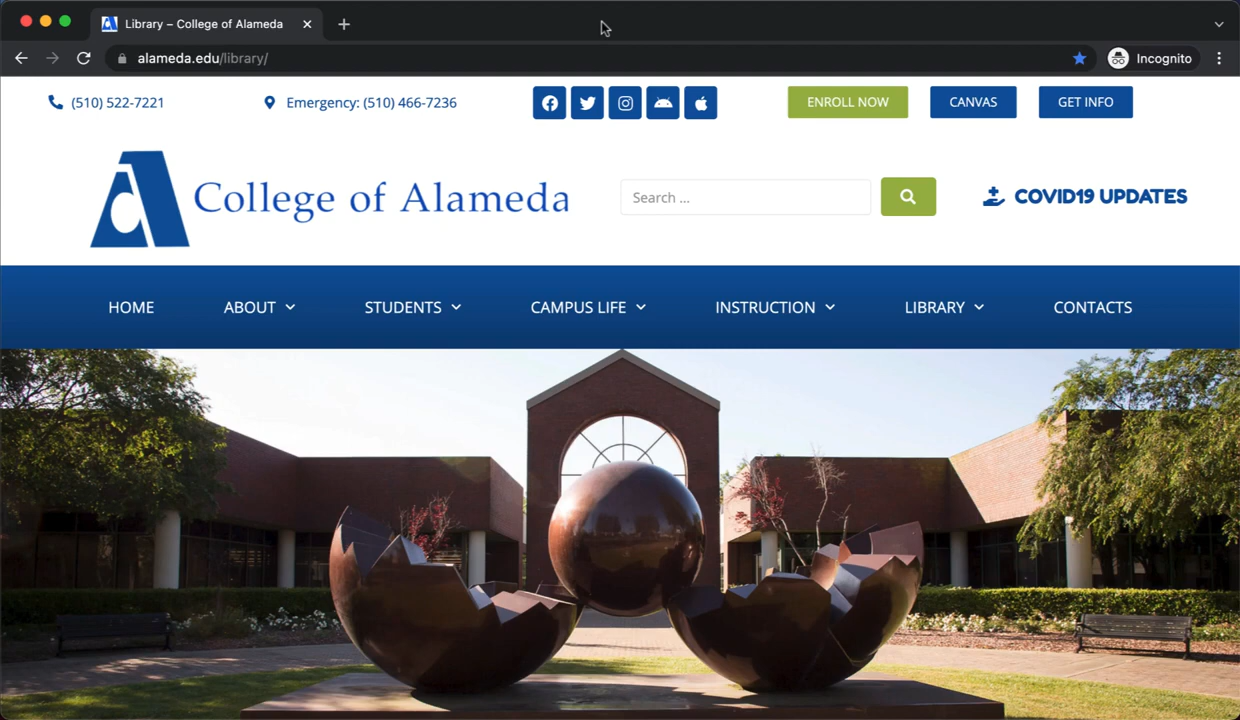 Library – College of Alameda
alameda.edu/library/
Incognito
(510) 522-7221
Emergency: (510) 466-7236
ENROLL NOW
CANVAS
GET INFO
College of Alameda
Search ...
COVID19 UPDATES
HOME
ABOUT
STUDENTS
CAMPUS LIFE
INSTRUCTION
LIBRARY
CONTACTS